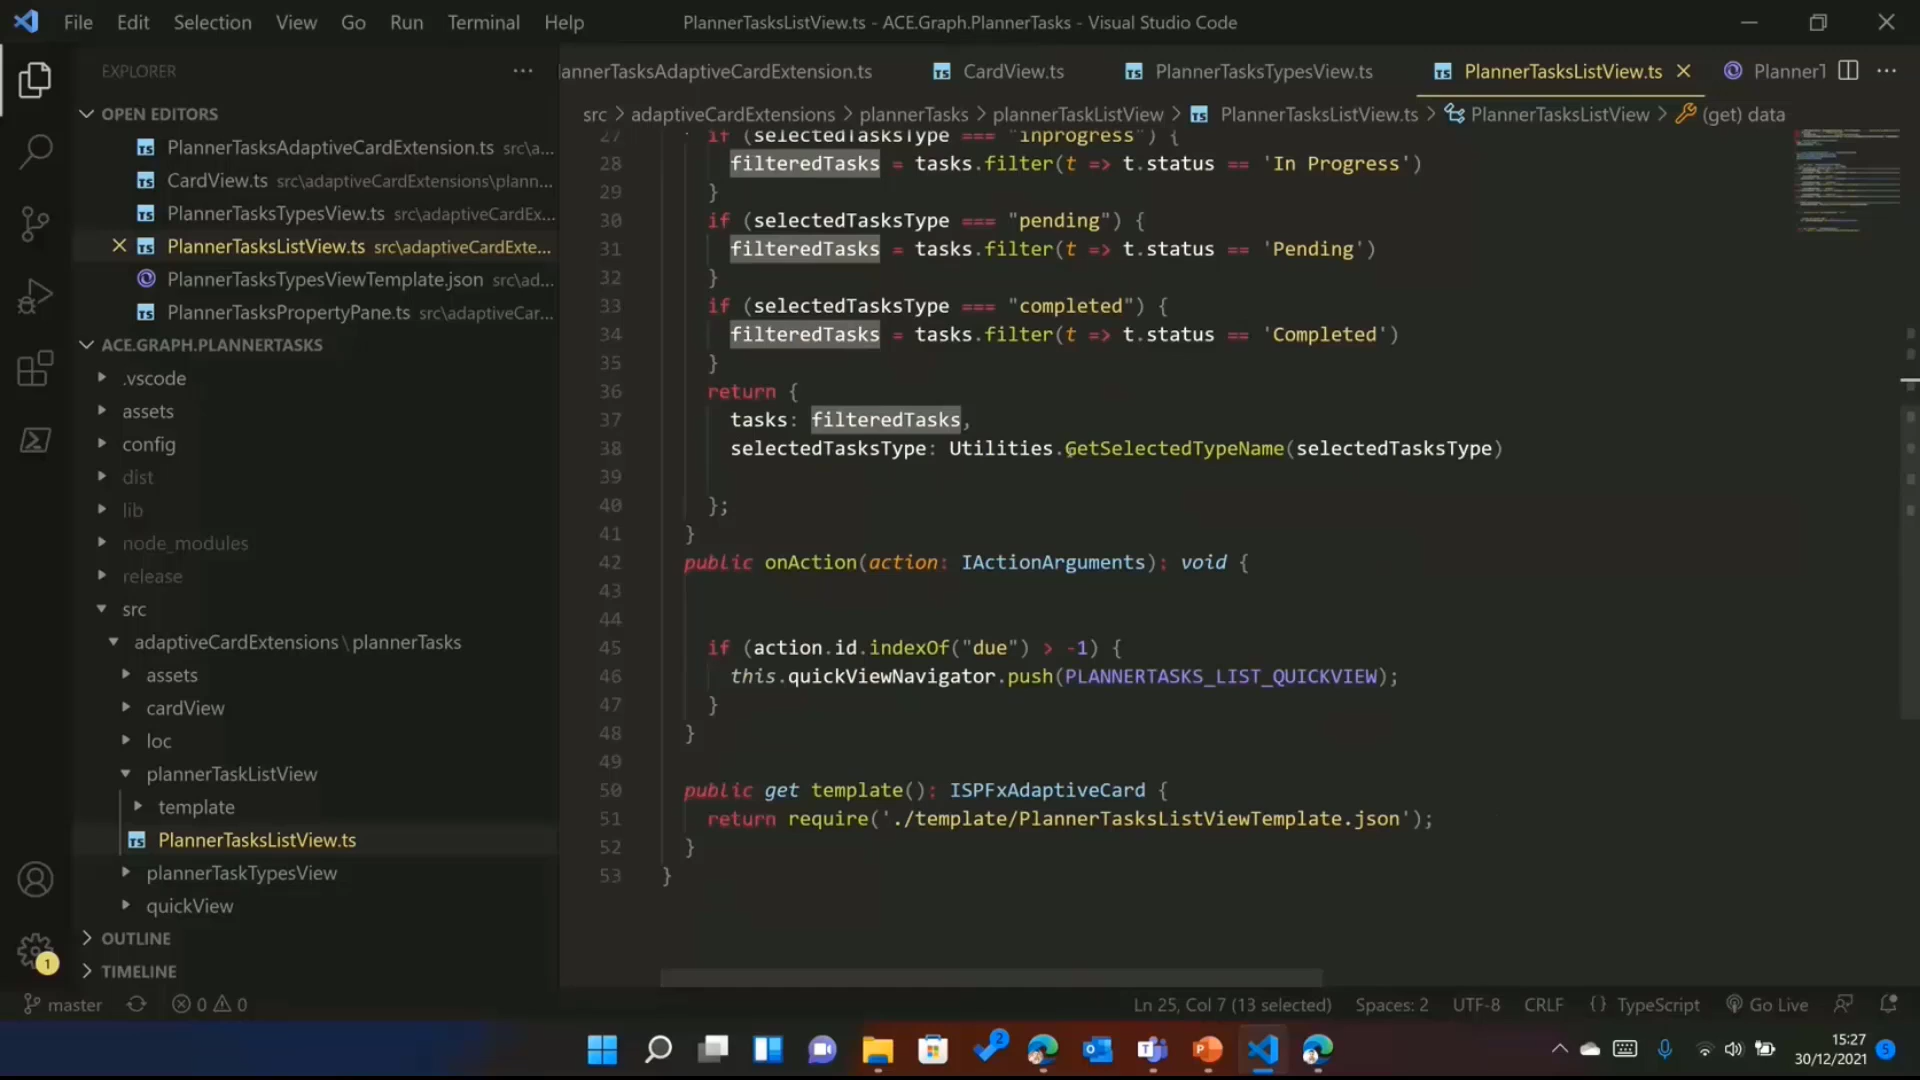 File Edit Selection View Go Run Terminal Help PlannerTasksListView.ts - ACE.Graph.PlannerTasks - Visual Studio Code
EXPLORER
lannerTasksAdaptiveCardExtension.ts CardView.ts PlannerTasksTypesView.ts PlannerTasksListView.ts
src > adaptiveCardExtensions > plannerTasks > plannerTaskListView > PlannerTasksListView.ts > PlannerTasksListView > (get) data
OPEN EDITORS
PlannerTasksAdaptiveCardExtension.ts src\a...
CardView.ts src\adaptiveCardExtensions\plann...
PlannerTasksTypesView.ts src\adaptiveCardEx...
PlannerTasksListView.ts src\adaptiveCardExte...
PlannerTasksTypesViewTemplate.json src\ad...
PlannerTasksPropertyPane.ts src\adaptiveCar...
ACE.GRAPH.PLANNERTASKS
.vscode
assets
config
dist
lib
node_modules
release
src
adaptiveCardExtensions\plannerTasks
assets
cardView
loc
plannerTaskListView
template
PlannerTasksListView.ts
plannerTaskTypesView
quickView
OUTLINE
TIMELINE
27 if (selectedTasksType === "inprogress") {
28 filteredTasks = tasks.filter(t => t.status == 'In Progress')
29 }
30 if (selectedTasksType === "pending") {
31 filteredTasks = tasks.filter(t => t.status == 'Pending')
32 }
33 if (selectedTasksType === "completed") {
34 filteredTasks = tasks.filter(t => t.status == 'Completed')
35 }
36 return {
37 tasks: filteredTasks,
38 selectedTasksType: Utilities.GetSelectedTypeName(selectedTasksType)
39
40 };
41 }
42 public onAction(action: IActionArguments): void {
43
44
45 if (action.id.indexOf("due") > -1) {
46 this.quickViewNavigator.push(PLANNERTASKS_LIST_QUICKVIEW);
47 }
48 }
49
50 public get template(): ISPFxAdaptiveCard {
51 return require('./template/PlannerTasksListViewTemplate.json');
52 }
53 }
1
master 0 0 Ln 25, Col 7 (13 selected) Spaces: 2 UTF-8 CRLF {} TypeScript Go Live
2
15:27
30/12/2021
5